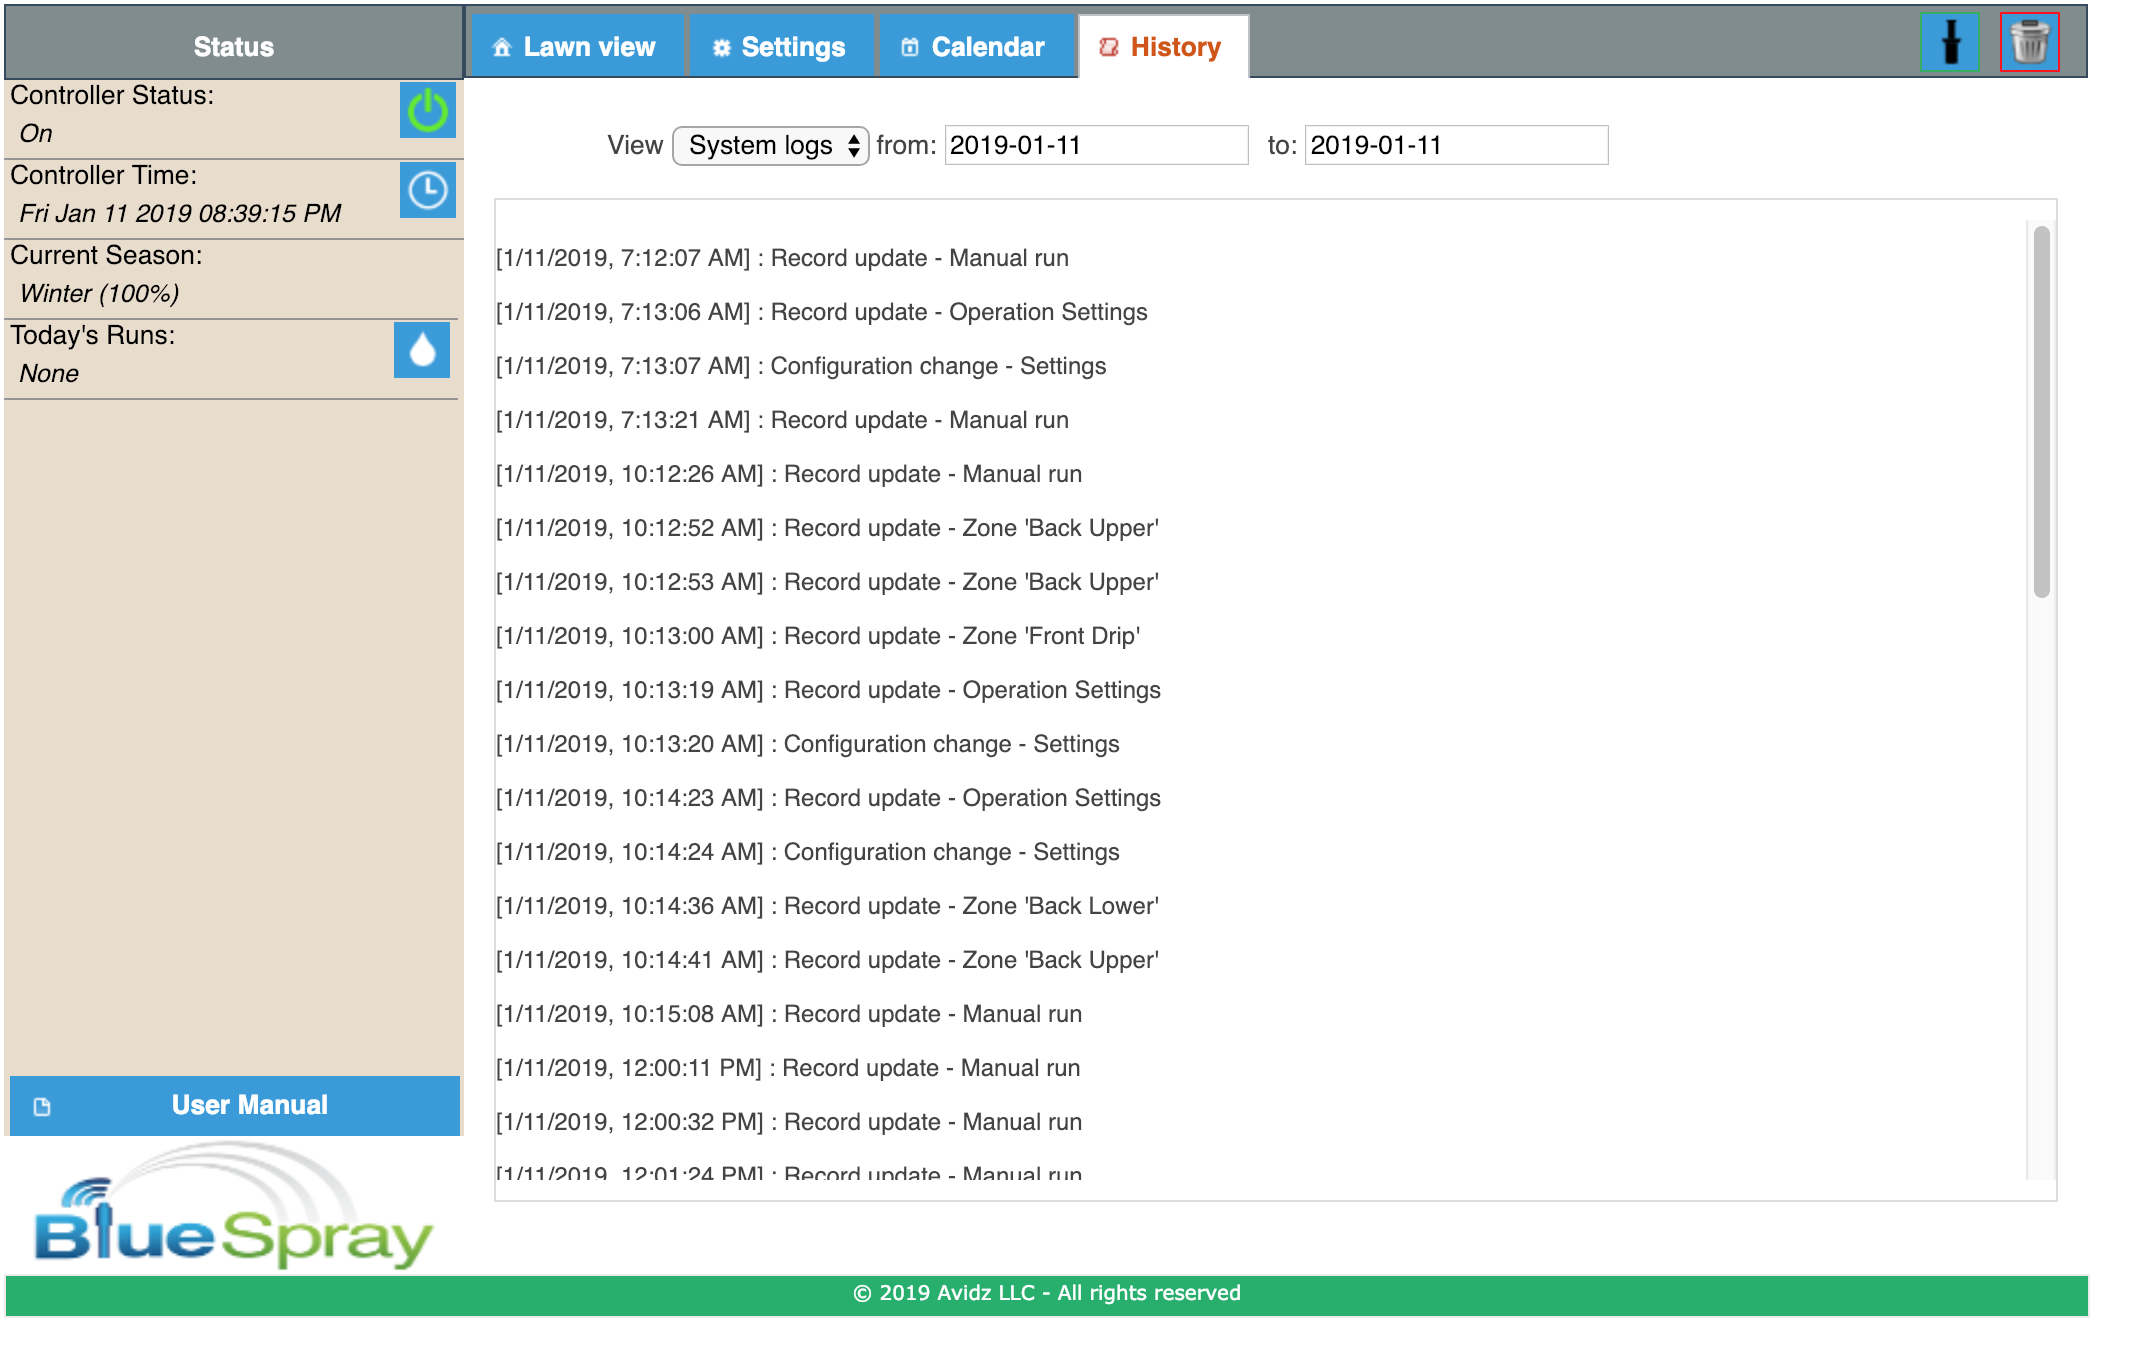 Status
Lawn view
Settings
Calendar
History
Controller Status:
On
Controller Time:
Fri Jan 11 2019 08:39:15 PM
Current Season:
Winter (100%)
Today's Runs:
None
View System logs from: 2019-01-11 to: 2019-01-11
[1/11/2019, 7:12:07 AM] : Record update - Manual run
[1/11/2019, 7:13:06 AM] : Record update - Operation Settings
[1/11/2019, 7:13:07 AM] : Configuration change - Settings
[1/11/2019, 7:13:21 AM] : Record update - Manual run
[1/11/2019, 10:12:26 AM] : Record update - Manual run
[1/11/2019, 10:12:52 AM] : Record update - Zone 'Back Upper'
[1/11/2019, 10:12:53 AM] : Record update - Zone 'Back Upper'
[1/11/2019, 10:13:00 AM] : Record update - Zone 'Front Drip'
[1/11/2019, 10:13:19 AM] : Record update - Operation Settings
[1/11/2019, 10:13:20 AM] : Configuration change - Settings
[1/11/2019, 10:14:23 AM] : Record update - Operation Settings
[1/11/2019, 10:14:24 AM] : Configuration change - Settings
[1/11/2019, 10:14:36 AM] : Record update - Zone 'Back Lower'
[1/11/2019, 10:14:41 AM] : Record update - Zone 'Back Upper'
[1/11/2019, 10:15:08 AM] : Record update - Manual run
[1/11/2019, 12:00:11 PM] : Record update - Manual run
[1/11/2019, 12:00:32 PM] : Record update - Manual run
[1/11/2019, 12:01:24 PM] : Record update - Manual run
User Manual
BlueSpray
© 2019 Avidz LLC - All rights reserved